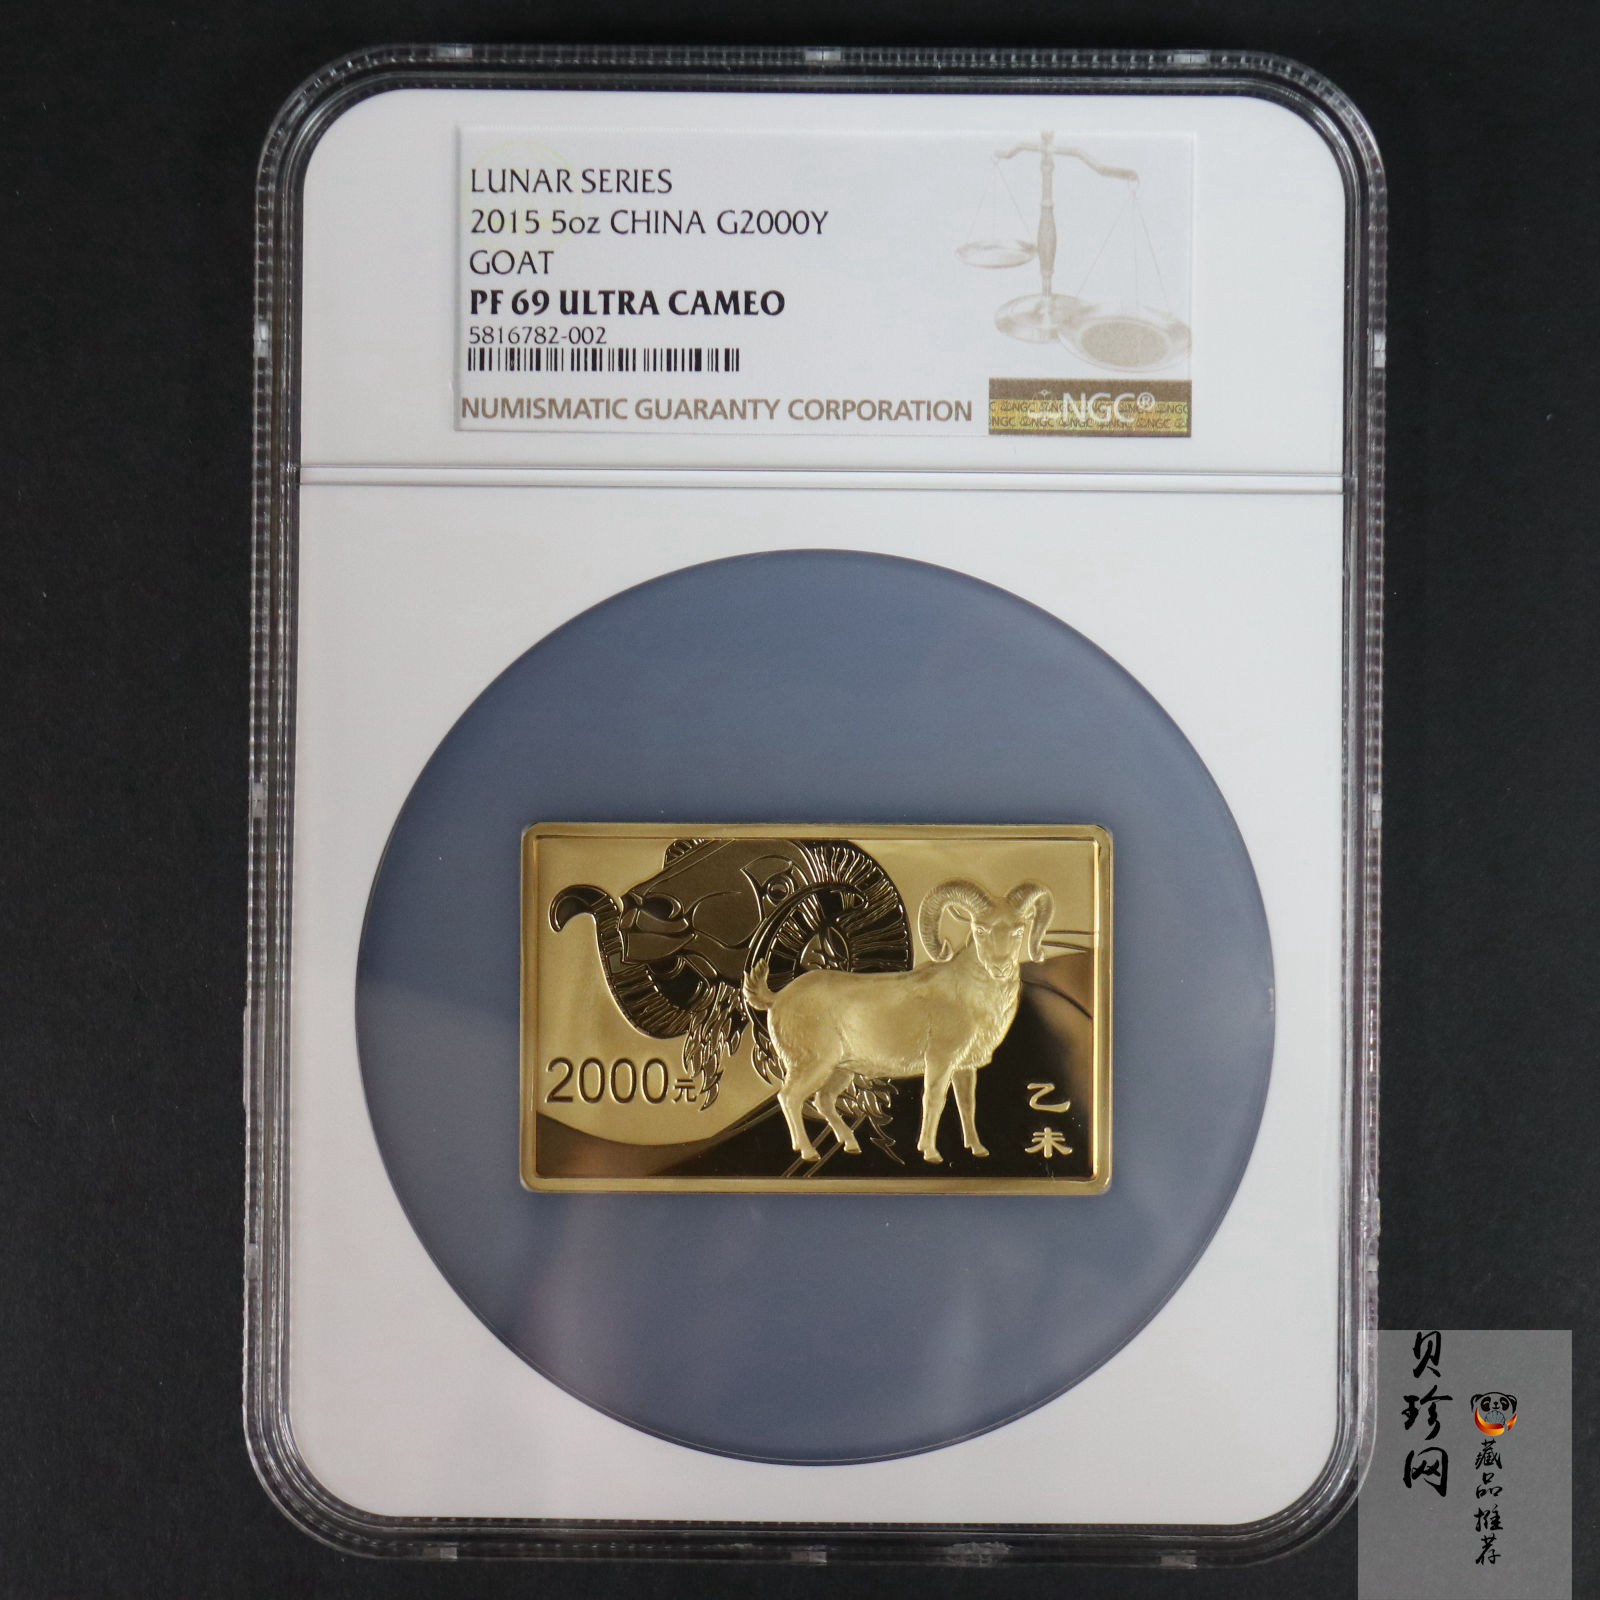 LUNAR SERIES
2015 5oz CHINA G2000Y
GOAT
PF 69 ULTRA CAMEO
5816782-002
NUMISMATIC GUARANTY CORPORATION
NGC®
2000元
乙
未
贝珍网
藏品推荐